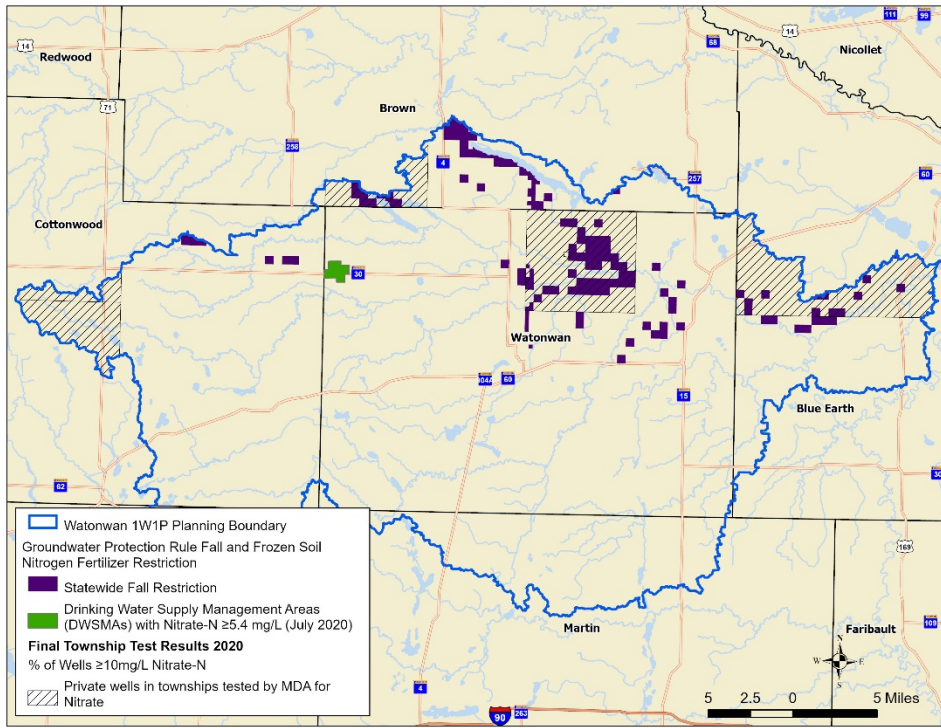 111
99
14
14
68
Nicollet
Redwood
71
Brown
258
4
257
60
Cottonwood
30
Watonwan
60
15
Blue Earth
62
30
169
Watonwan 1W1P Planning Boundary
Groundwater Protection Rule Fall and Frozen Soil
Nitrogen Fertilizer Restriction
Statewide Fall Restriction
Drinking Water Supply Management Areas
(DWSMAs) with Nitrate-N ≥5.4 mg/L (July 2020)
Final Township Test Results 2020
% of Wells ≥10mg/L Nitrate-N
Private wells in townships tested by MDA for
Nitrate
Martin
Faribault
109
N
W E
S
4
263
90
5 2.5 0 5 Miles